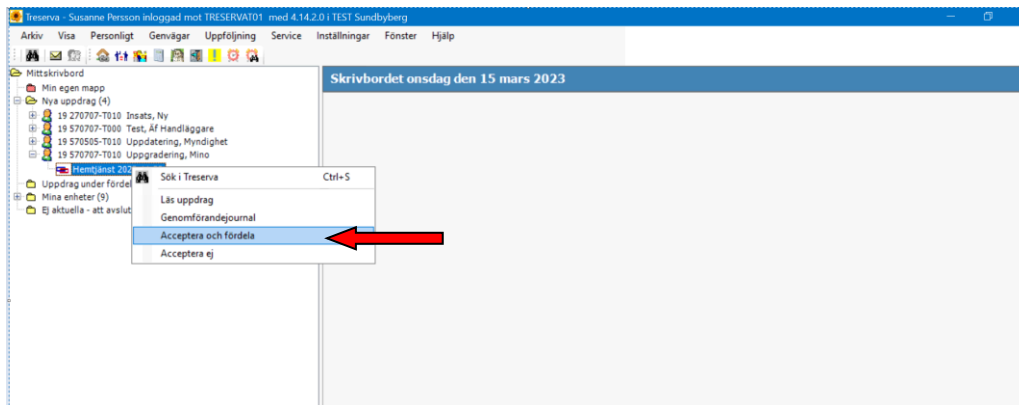 Treserva - Susanne Persson inloggad mot TRESERVAT01 med 4.14.2.0 i TEST Sundbyberg
Arkiv Visa Personligt Genvägar Uppföljning Service Inställningar Fönster Hjälp
Mittskrivbord
Skrivbordet onsdag den 15 mars 2023
Min egen mapp
Nya uppdrag (4)
19 270707-T010 Insats, Ny
19 570707-T000 Test, Äf Handläggare
19 570505-T010 Uppdatering, Myndighet
19 570707-T010 Uppgradering, Mino
Hemtjänst 202
Sök i Treserva Ctrl+S
Uppdrag under fördel
Läs uppdrag
Mina enheter (9)
Genomförandejournal
Ej aktuella - att avslut
Acceptera och fördela
Acceptera ej